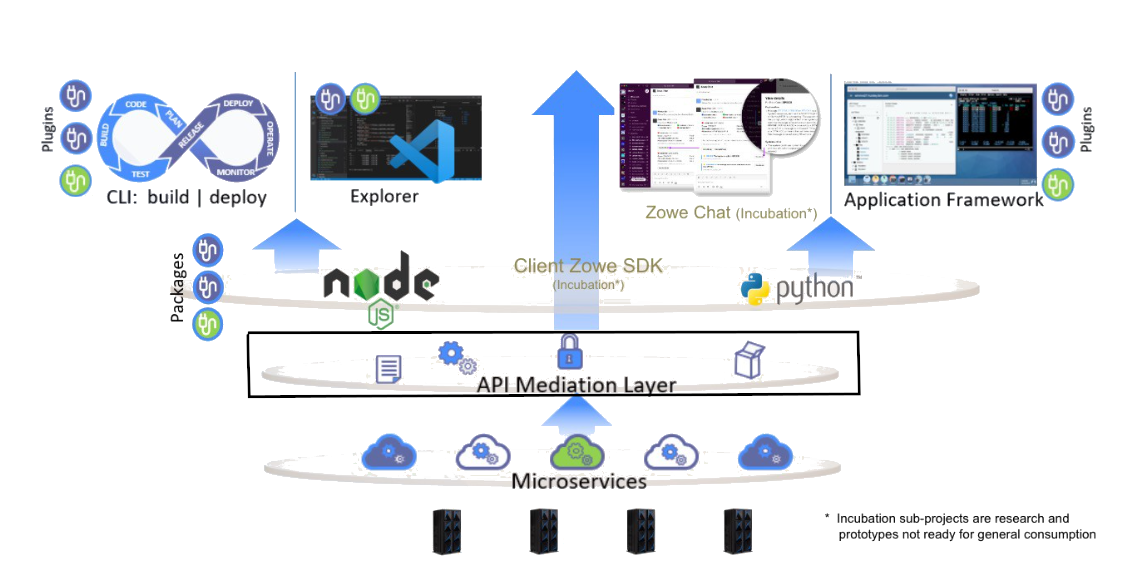 Plugins
CODE
DEPLOY
BUILD
PLAN
RELEASE
OPERATE
TEST
MONITOR
CLI: build | deploy
Explorer
Zowe Chat (Incubation*)
Application Framework
Plugins
Packages
node
JS
Client Zowe SDK
(Incubation*)
python™
API Mediation Layer
Microservices
* Incubation sub-projects are research and
prototypes not ready for general consumption